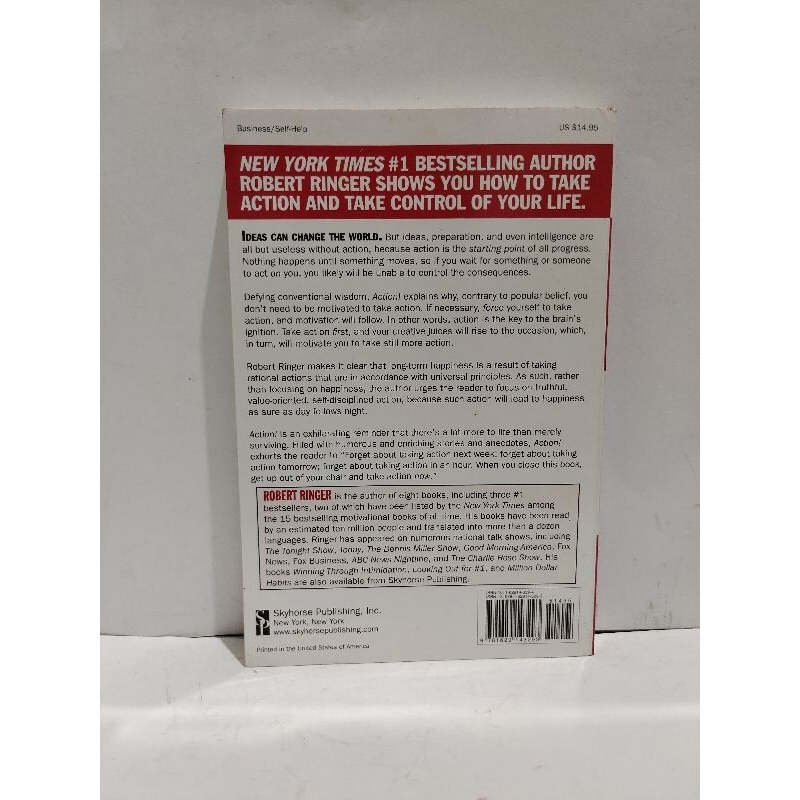 Business/Self-Help
US $14.95
NEW YORK TIMES #1 BESTSELLING AUTHOR
ROBERT RINGER SHOWS YOU HOW TO TAKE
ACTION AND TAKE CONTROL OF YOUR LIFE.
IDEAS CAN CHANGE THE WORLD. But ideas, preparation, and even intelligence are
all but useless without action, because action is the starting point of all progress.
Nothing happens until something moves, so if you wait for something or someone
to act on you, you likely will be unable to control the consequences.
Defying conventional wisdom, Action! explains why, contrary to popular belief, you
don't need to be motivated to take action. If necessary, force yourself to take
action, and motivation will follow. In other words, action is the key to the brain's
ignition. Take action first, and your creative juices will rise to the occasion, which,
in turn, will motivate you to take still more action.
Robert Ringer makes it clear that long-term happiness is a result of taking
rational actions that are in accordance with universal principles. As such, rather
than focusing on happiness, the author urges the reader to focus on truthful,
value-oriented, self-disciplined action, because such action will lead to happiness
as sure as day follows night.
Action! is an exhilarating reminder that there's a lot more to life than merely
surviving. Filled with humorous and enriching stories and anecdotes, Action!
exhorts the reader to "Forget about taking action next week; forget about taking
action tomorrow; forget about taking action in an hour. When you close this book,
get up out of your chair and take action now."
ROBERT RINGER is the author of eight books, including three #1
bestsellers, two of which have been listed by the New York Times among
the 15 bestselling motivational books of all time. His books have been read
by an estimated ten million people and translated into more than a dozen
languages. Ringer has appeared on numerous national talk shows, including
The Tonight Show, Today, The Dennis Miller Show, Good Morning America, Fox
News, Fox Business, ABC News Nightline, and The Charlie Rose Show. His
books Winning Through Intimidation, Looking Out for #1, and Million Dollar
Habits are also available from Skyhorse Publishing.
SP
Skyhorse Publishing, Inc.
New York, New York
www.skyhorsepublishing.com
Printed in the United States of America